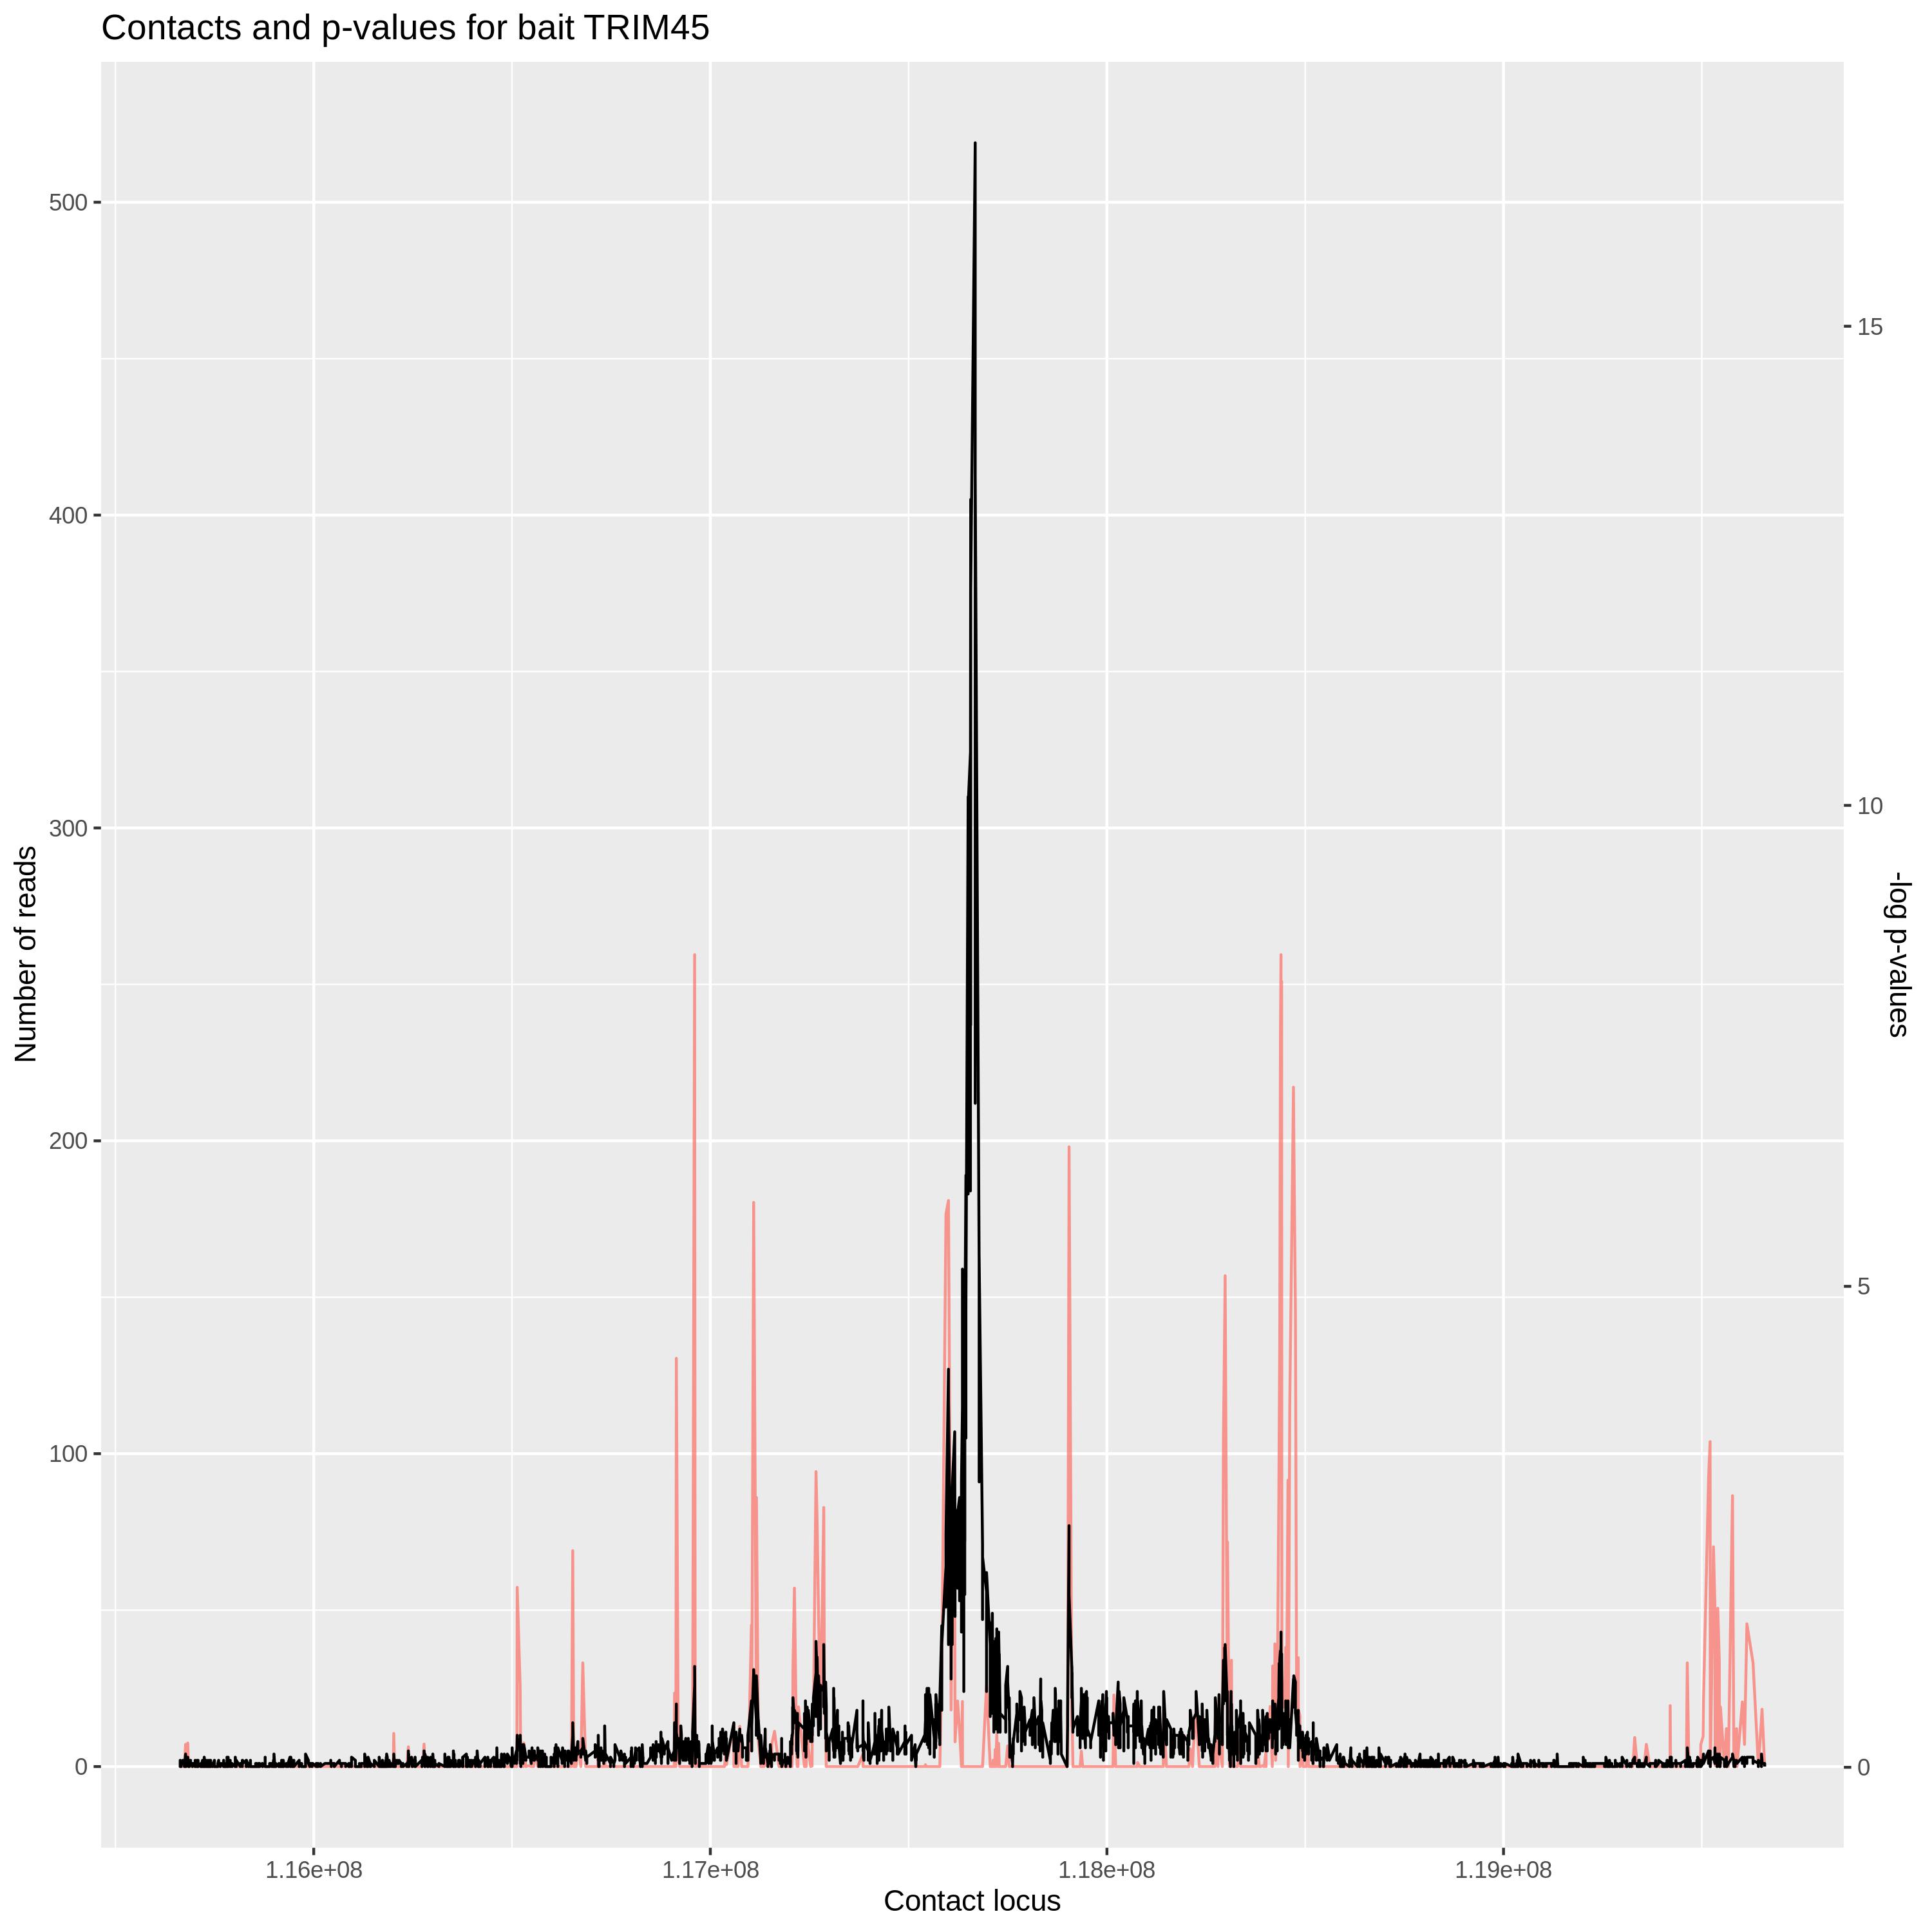 Contacts and p-values for bait TRIM45
500
400
300
200
100
0
Number of reads
15
10
5
0
-log p-values
1.16e+08
1.17e+08
1.18e+08
1.19e+08
Contact locus